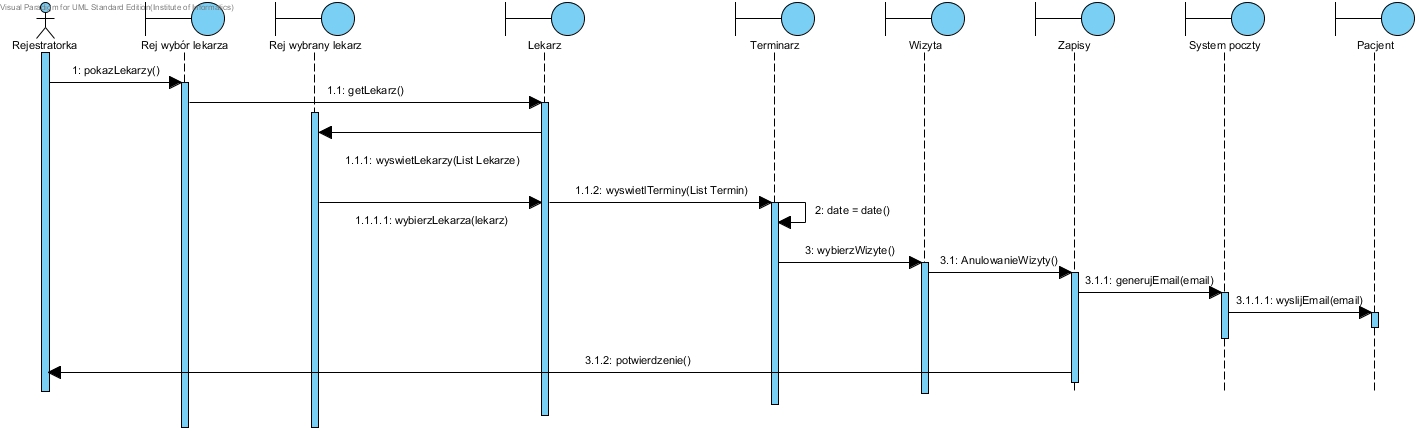 Visual Paradigm for UML Standard Edition(Institute of Informatics)
Rejestratorka
Rej wybór lekarza
Rej wybrany lekarz
Lekarz
Terminarz
Wizyta
Zapisy
System poczty
Pacjent
1: pokazLekarzy()
1.1: getLekarz()
1.1.1: wyswietLekarzy(List Lekarze)
1.1.2: wyswietlTerminy(List Termin)
1.1.1.1: wybierzLekarza(lekarz)
2: date = date()
3: wybierzWizyte()
3.1: AnulowanieWizyty()
3.1.1: generujEmail(email)
3.1.1.1: wyslijEmail(email)
3.1.2: potwierdzenie()